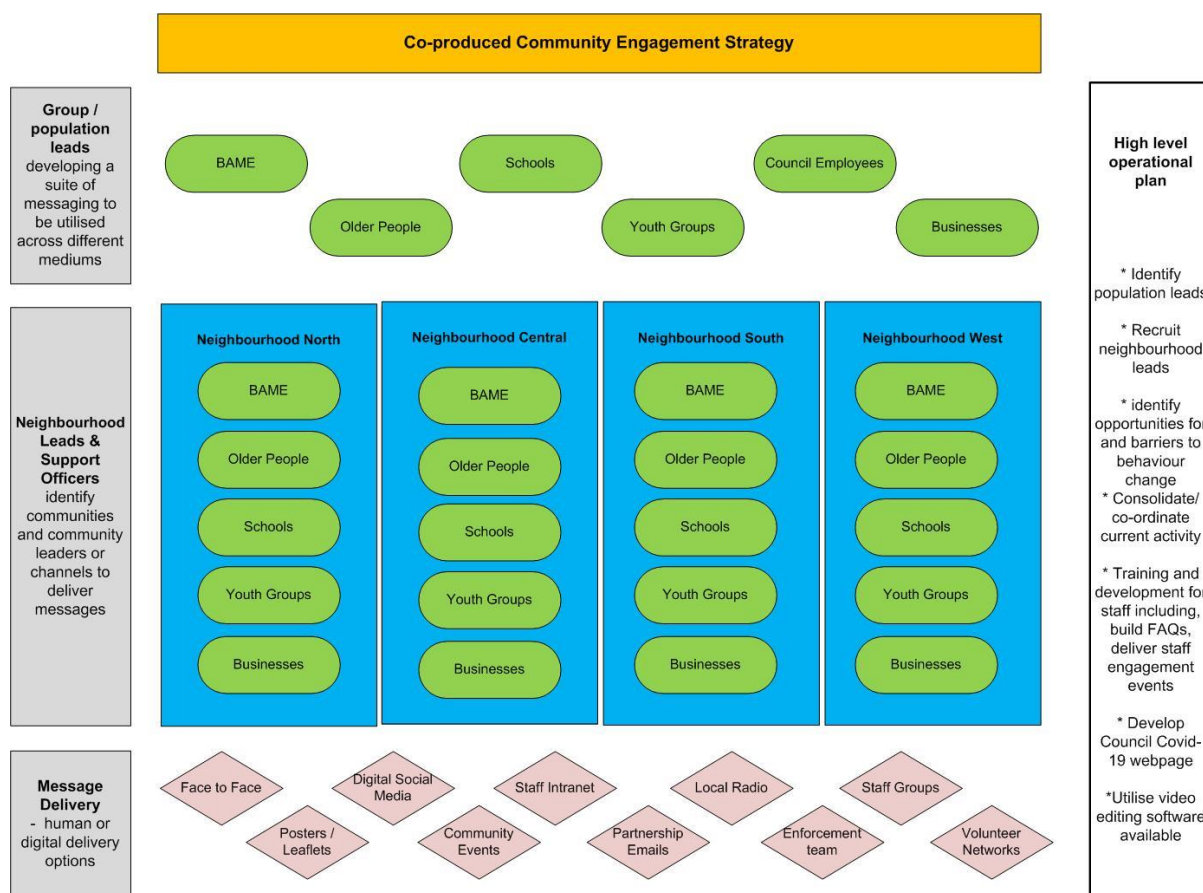 Co-produced Community Engagement Strategy
Group /
population
leads
developing a
suite of
messaging to
be utilised
across different
mediums
BAME
Schools
Council Employees
Older People
Youth Groups
Businesses
Neighbourhood
Leads &
Support
Officers
identify
communities
and community
leaders or
channels to
deliver
messages
Neighbourhood North
BAME
Older People
Schools
Youth Groups
Businesses
Neighbourhood Central
BAME
Older People
Schools
Youth Groups
Businesses
Neighbourhood South
BAME
Older People
Schools
Youth Groups
Businesses
Neighbourhood West
BAME
Older People
Schools
Youth Groups
Businesses
Message
Delivery
- human or
digital delivery
options
Face to Face
Digital Social
Media
Staff Intranet
Local Radio
Staff Groups
Posters /
Leaflets
Community
Events
Partnership
Emails
Enforcement
team
Volunteer
Networks
High level
operational
plan
* Identify
population leads
* Recruit
neighbourhood
leads
* identify
opportunities for
and barriers to
behaviour
change
* Consolidate/
co-ordinate
current activity
* Training and
development for
staff including,
build FAQs,
deliver staff
engagement
events
* Develop
Council Covid-
19 webpage
*Utilise video
editing software
available